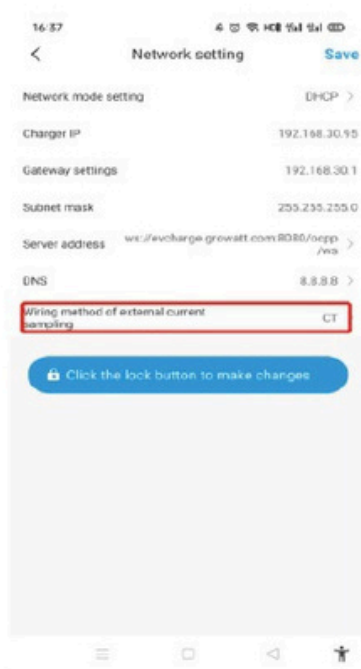 16:37
Network setting
Save
Network mode setting
DHCP
Charger IP
192.168.30.95
Gateway settings
192.168.30.1
Subnet mask
255.255.255.0
Server address
ws://evcharge.growatt.com:8080/ocpp
/ws
DNS
8.8.8.8
Wiring method of external current
sampling
CT
Click the lock button to make changes